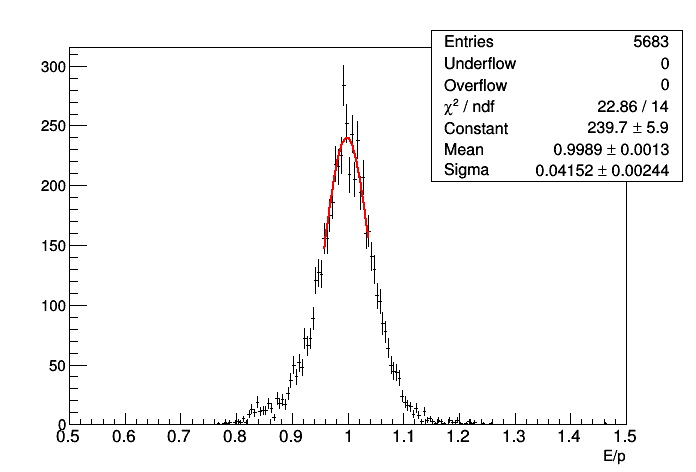 Entries 5683
Underflow 0
Overflow 0
χ² / ndf 22.86 / 14
Constant 239.7 ± 5.9
Mean 0.9989 ± 0.0013
Sigma 0.04152 ± 0.00244
300
250
200
150
100
50
0
0.5 0.6 0.7 0.8 0.9 1 1.1 1.2 1.3 1.4 1.5
E/p